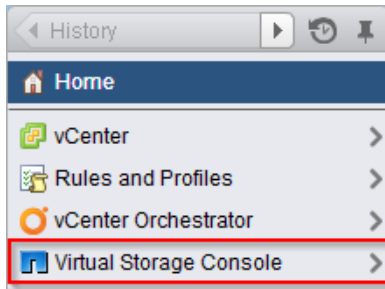 History
Home
vCenter
Rules and Profiles
vCenter Orchestrator
Virtual Storage Console